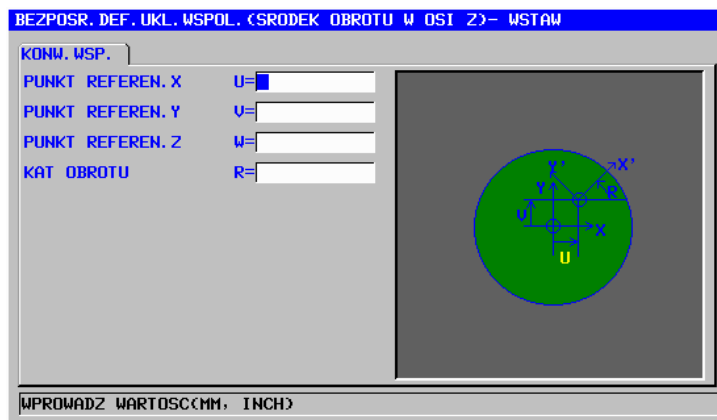 BEZPOSR.DEF.UKL.WSPOL.(SRODEK OBROTU W OSI Z)- WSTAW
KONW.WSP.
PUNKT REFEREN.X U=
PUNKT REFEREN.Y V=
PUNKT REFEREN.Z W=
KAT OBROTU R=
Y' X'
Y R
V X
U
WPROWADZ WARTOSC(MM, INCH)